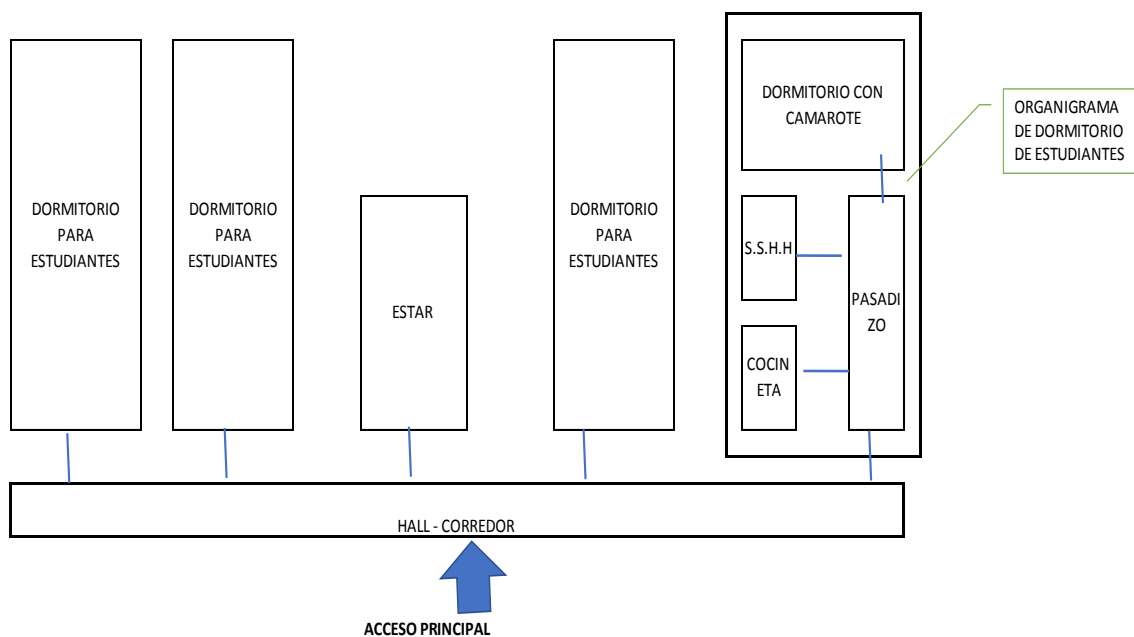 DORMITORIO
PARA
ESTUDIANTES
DORMITORIO
PARA
ESTUDIANTES
ESTAR
DORMITORIO
PARA
ESTUDIANTES
DORMITORIO CON
CAMAROTE
S.S.H.H
COCIN
ETA
PASADI
ZO
ORGANIGRAMA
DE DORMITORIO
DE ESTUDIANTES
HALL - CORREDOR
ACCESO PRINCIPAL